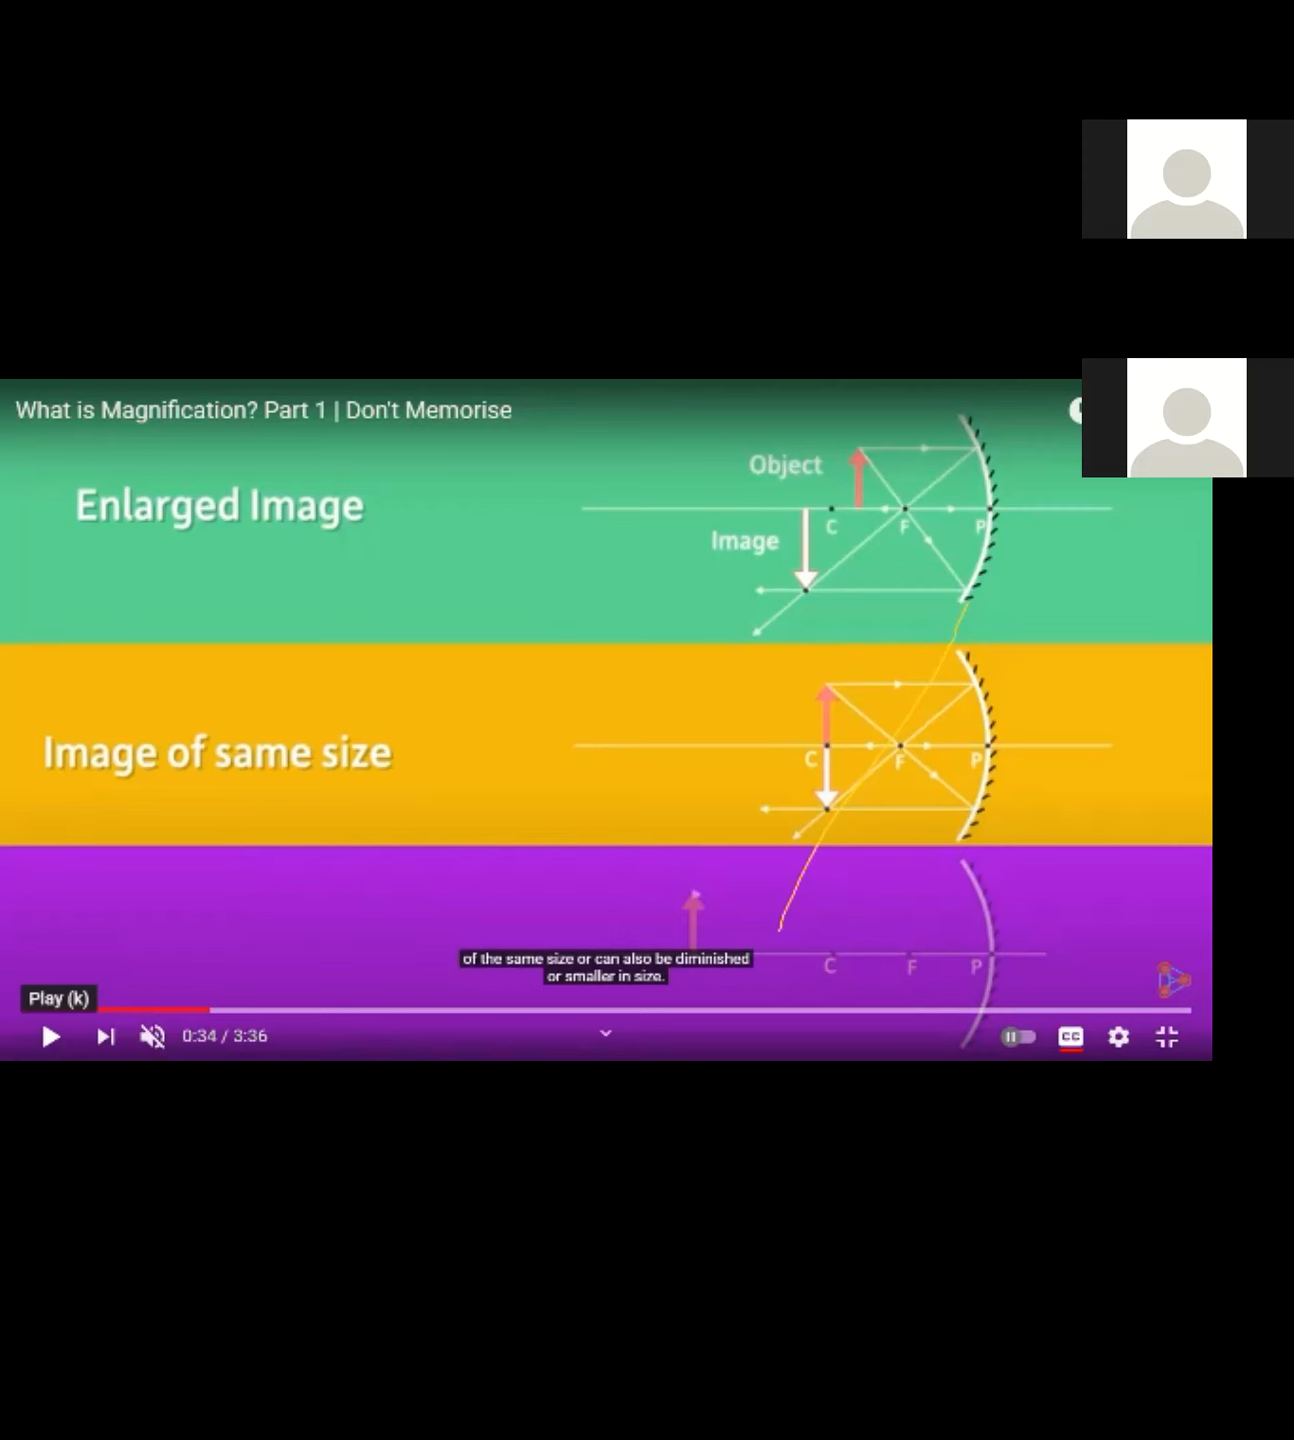 What is Magnification? Part 1 | Don't Memorise
Enlarged Image
Object
C
F
P
Image
Image of same size
C
F
P
of the same size or can also be diminished
or smaller in size.
C
F
P
Play (k)
0:34 / 3:36
CC